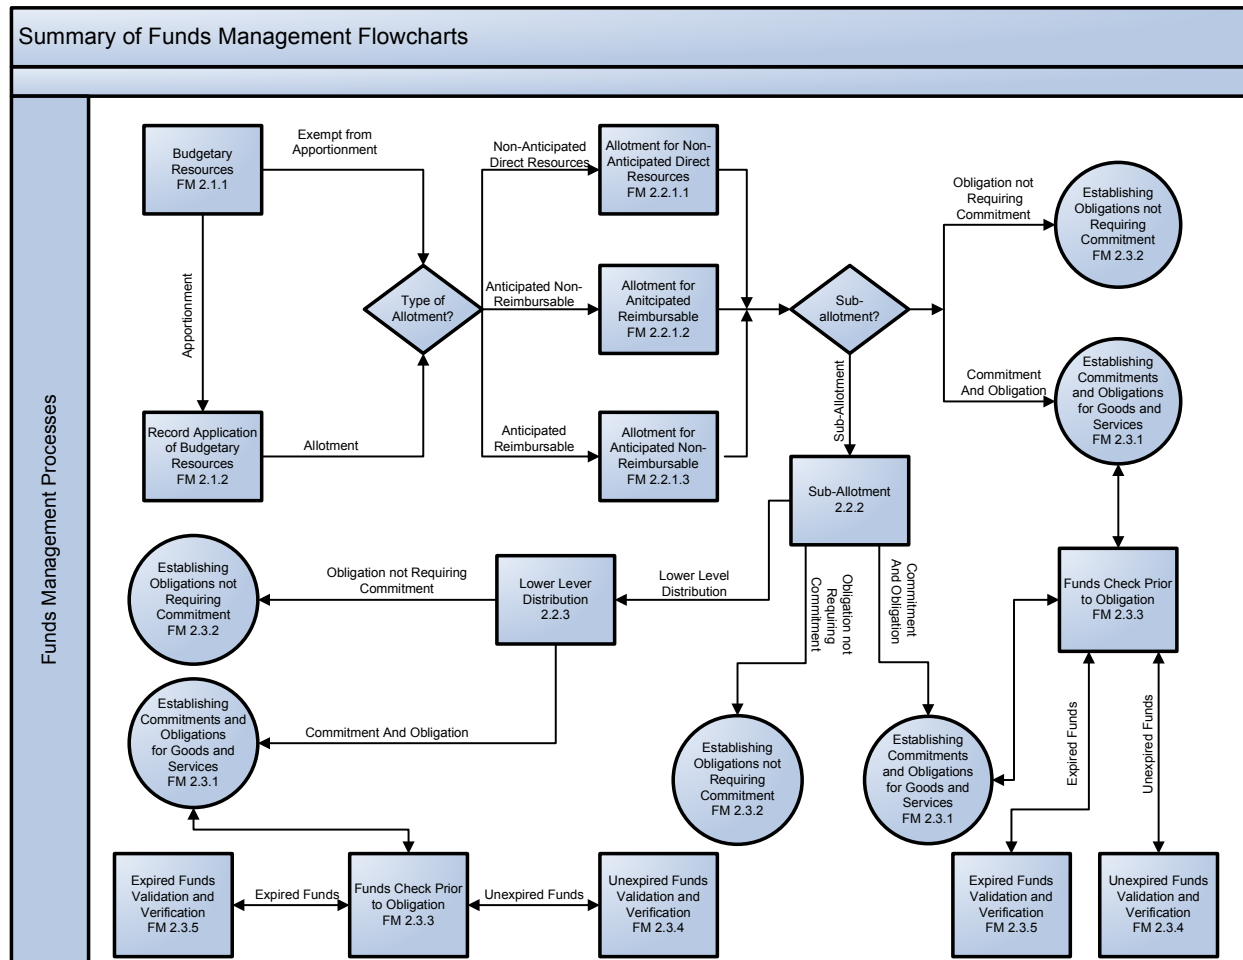 Summary of Funds Management Flowcharts
Funds Management Processes
Budgetary
Resources
FM 2.1.1
Exempt from
Apportionment
Apportionment
Record Application
of Budgetary
Resources
FM 2.1.2
Allotment
Type of
Allotment?
Non-Anticipated
Direct Resources
Anticipated Non-
Reimbursable
Anticipated
Reimbursable
Allotment for Non-
Anticipated Direct
Resources
FM 2.2.1.1
Allotment for
Anitcipated
Reimbursable
FM 2.2.1.2
Allotment for
Anticipated Non-
Reimbursable
FM 2.2.1.3
Sub-
allotment?
Obligation not
Requiring
Commitment
Establishing
Obligations not
Requiring
Commitment
FM 2.3.2
Commitment
And Obligation
Establishing
Commitments
and Obligations
for Goods and
Services
FM 2.3.1
Sub-Allotment
Sub-Allotment
2.2.2
Lower Level
Distribution
Obligation not
Requiring
Commitment
Commitment
And Obligation
Lower Lever
Distribution
2.2.3
Obligation not Requiring
Commitment
Establishing
Obligations not
Requiring
Commitment
FM 2.3.2
Commitment And Obligation
Establishing
Commitments and
Obligations
for Goods and
Services
FM 2.3.1
Establishing
Obligations not
Requiring
Commitment
FM 2.3.2
Establishing
Commitments
and Obligations
for Goods and
Services
FM 2.3.1
Funds Check Prior
to Obligation
FM 2.3.3
Expired Funds
Unexpired Funds
Expired Funds
Validation and
Verification
FM 2.3.5
Expired Funds
Funds Check Prior
to Obligation
FM 2.3.3
Unexpired Funds
Unexpired Funds
Validation and
Verification
FM 2.3.4
Expired Funds
Validation and
Verification
FM 2.3.5
Unexpired Funds
Validation and
Verification
FM 2.3.4